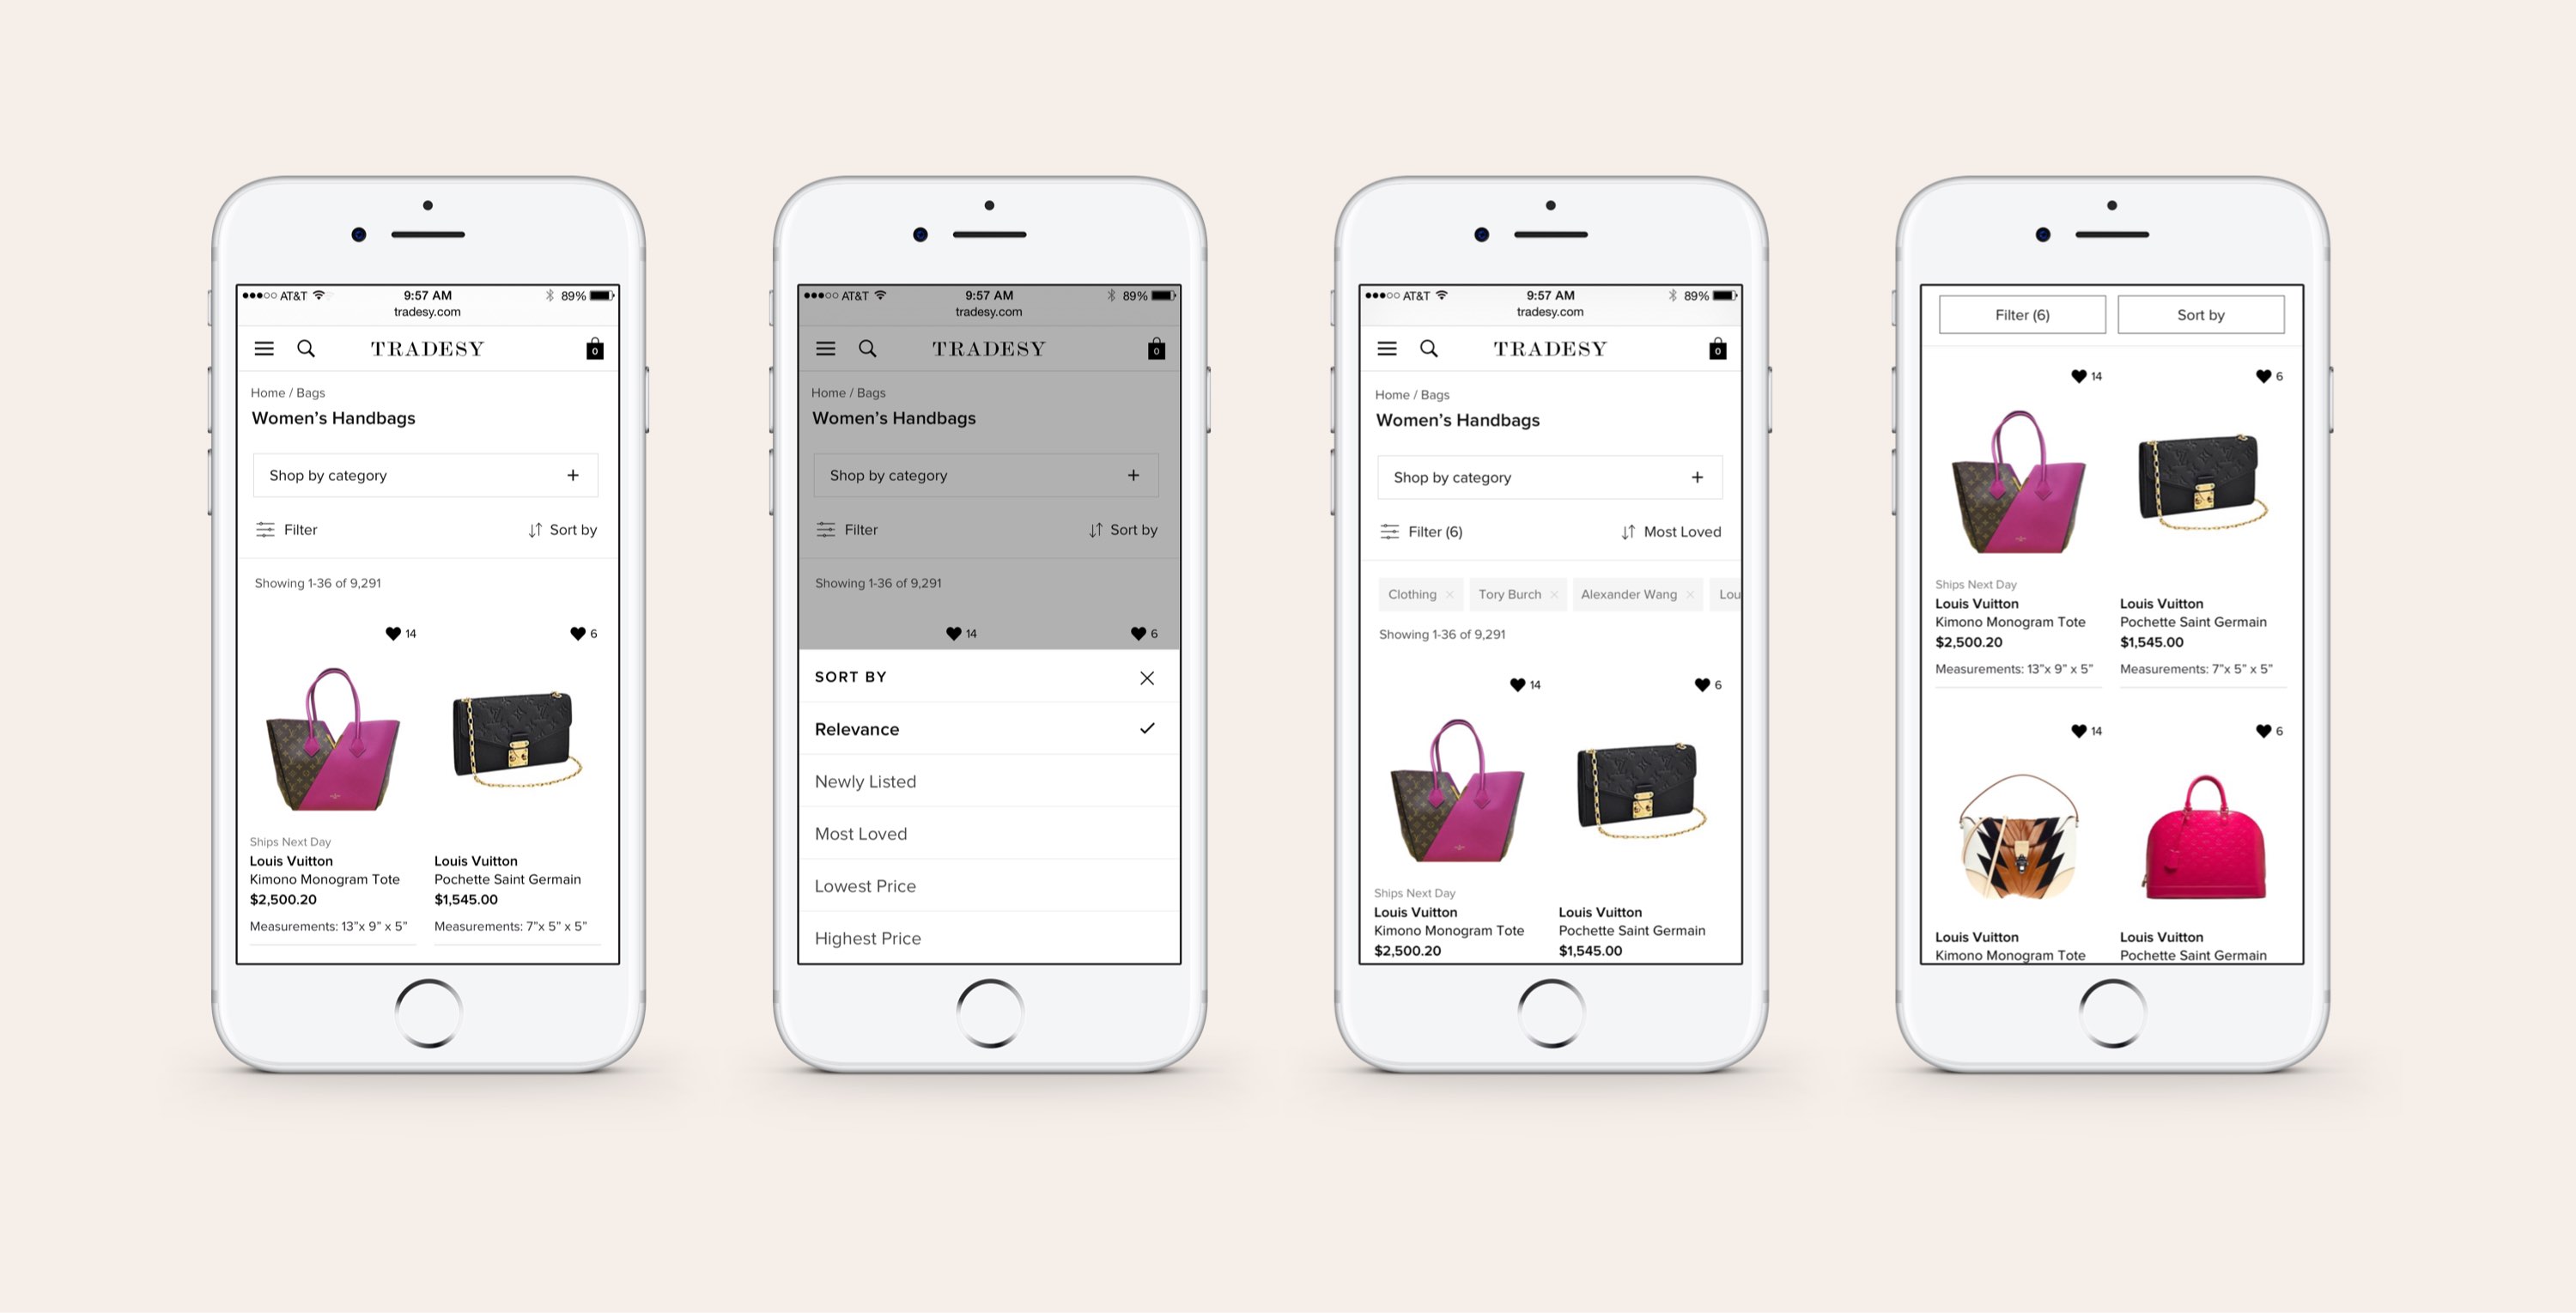 AT&T 9:57 AM 89%
tradesy.com
TRADESY 0
Home / Bags
Women’s Handbags
Shop by category +
Filter Sort by
Showing 1-36 of 9,291
14 6
Ships Next Day
Louis Vuitton Louis Vuitton
Kimono Monogram Tote Pochette Saint Germain
$2,500.20 $1,545.00
Measurements: 13”x 9” x 5” Measurements: 7”x 5” x 5”
AT&T 9:57 AM 89%
tradesy.com
TRADESY 0
Home / Bags
Women’s Handbags
Shop by category +
Filter Sort by
Showing 1-36 of 9,291
14 6
SORT BY
Relevance
Newly Listed
Most Loved
Lowest Price
Highest Price
AT&T 9:57 AM 89%
tradesy.com
TRADESY 0
Home / Bags
Women’s Handbags
Shop by category +
Filter (6) Most Loved
Clothing × Tory Burch × Alexander Wang × Lou
Showing 1-36 of 9,291
14 6
Ships Next Day
Louis Vuitton Louis Vuitton
Kimono Monogram Tote Pochette Saint Germain
$2,500.20 $1,545.00
Filter (6) Sort by
14 6
Ships Next Day
Louis Vuitton Louis Vuitton
Kimono Monogram Tote Pochette Saint Germain
$2,500.20 $1,545.00
Measurements: 13”x 9” x 5” Measurements: 7”x 5” x 5”
14 6
Louis Vuitton Louis Vuitton
Kimono Monogram Tote Pochette Saint Germain